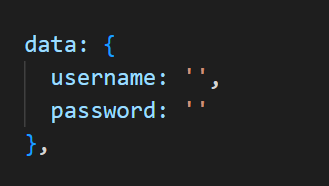 data: {
  username: '',
  password: ''
},